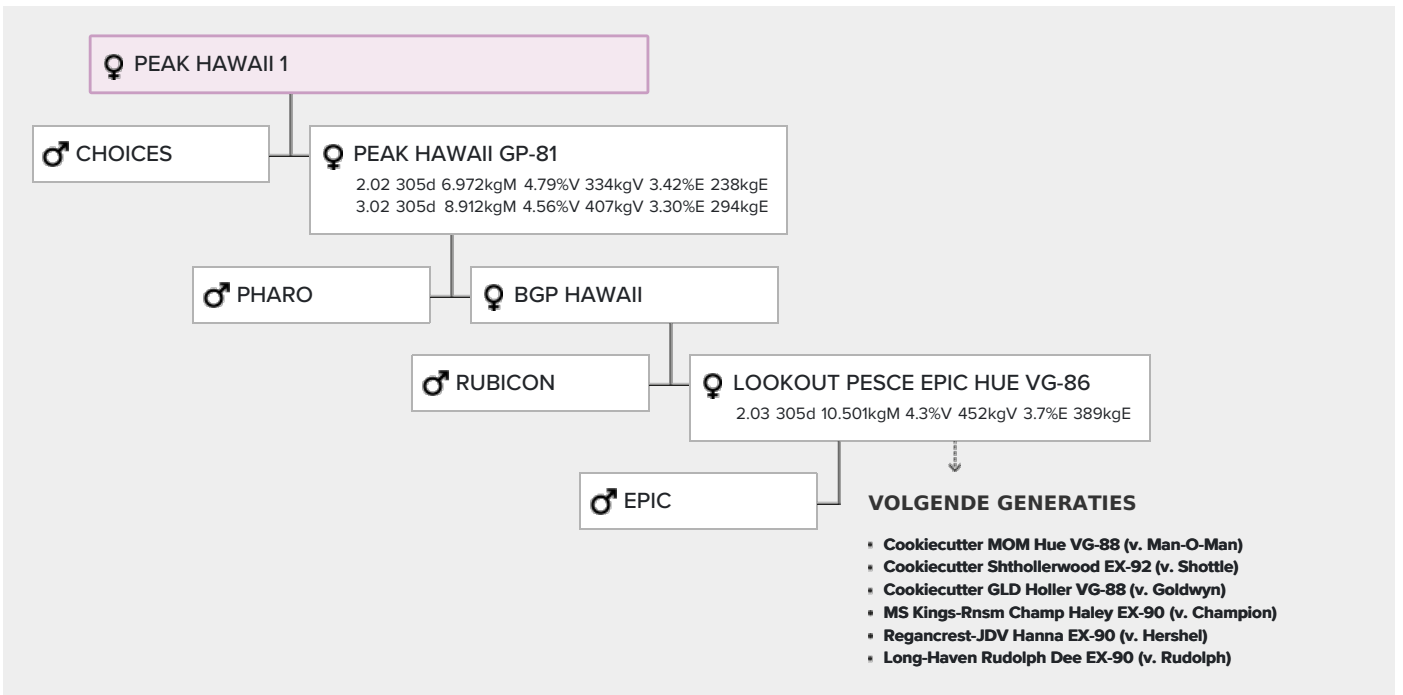 PEAK HAWAII 1
CHOICES
PEAK HAWAII GP-81
2.02 305d 6.972kgM 4.79%V 334kgV 3.42%E 238kgE
3.02 305d 8.912kgM 4.56%V 407kgV 3.30%E 294kgE
PHARO
BGP HAWAII
RUBICON
LOOKOUT PESCE EPIC HUE VG-86
2.03 305d 10.501kgM 4.3%V 452kgV 3.7%E 389kgE
EPIC
VOLGENDE GENERATIES
Cookiecutter MOM Hue VG-88 (v. Man-O-Man)
Cookiecutter Shthollerwood EX-92 (v. Shottle)
Cookiecutter GLD Holler VG-88 (v. Goldwyn)
MS Kings-Rnsm Champ Haley EX-90 (v. Champion)
Regancrest-JDV Hanna EX-90 (v. Hershel)
Long-Haven Rudolph Dee EX-90 (v. Rudolph)